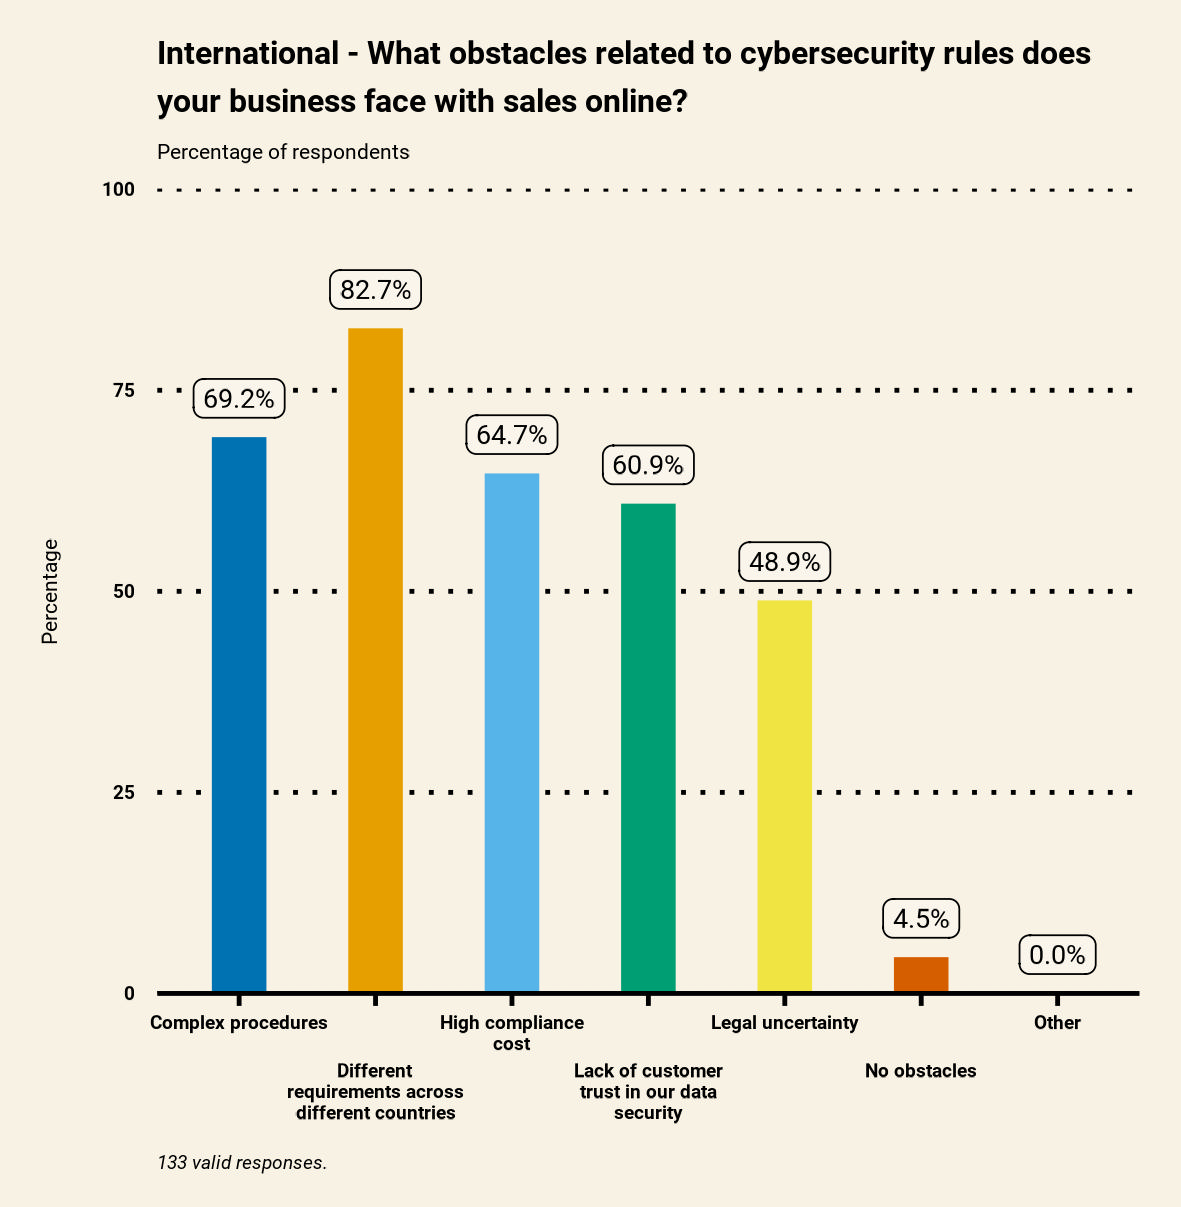 International - What obstacles related to cybersecurity rules does
your business face with sales online?
Percentage of respondents
100
75
50
25
0
Percentage
69.2%
82.7%
64.7%
60.9%
48.9%
4.5%
0.0%
Complex procedures
Different
requirements across
different countries
High compliance
cost
Lack of customer
trust in our data
security
Legal uncertainty
No obstacles
Other
133 valid responses.